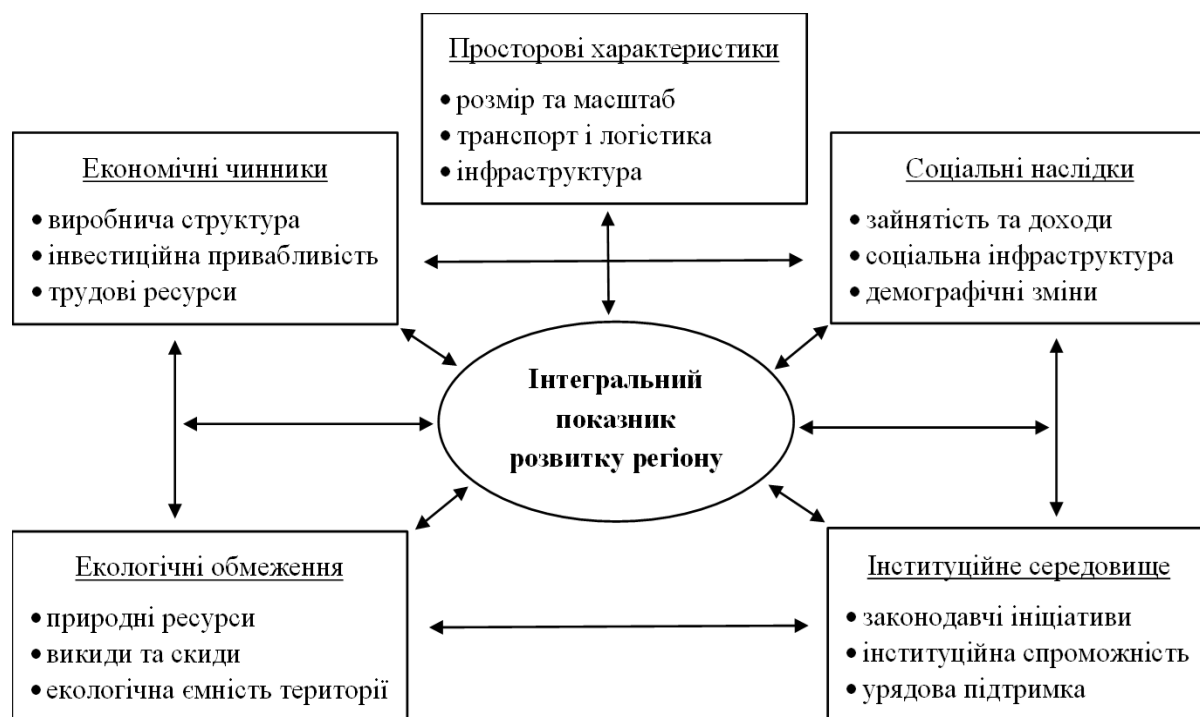 Просторові характеристики
• розмір та масштаб
• транспорт і логістика
• інфраструктура
Економічні чинники
• виробнича структура
• інвестиційна привабливість
• трудові ресурси
Соціальні наслідки
• зайнятість та доходи
• соціальна інфраструктура
• демографічні зміни
Інтегральний
показник
розвитку регіону
Екологічні обмеження
• природні ресурси
• викиди та скиди
• екологічна ємність території
Інституційне середовище
• законодавчі ініціативи
• інституційна спроможність
• урядова підтримка